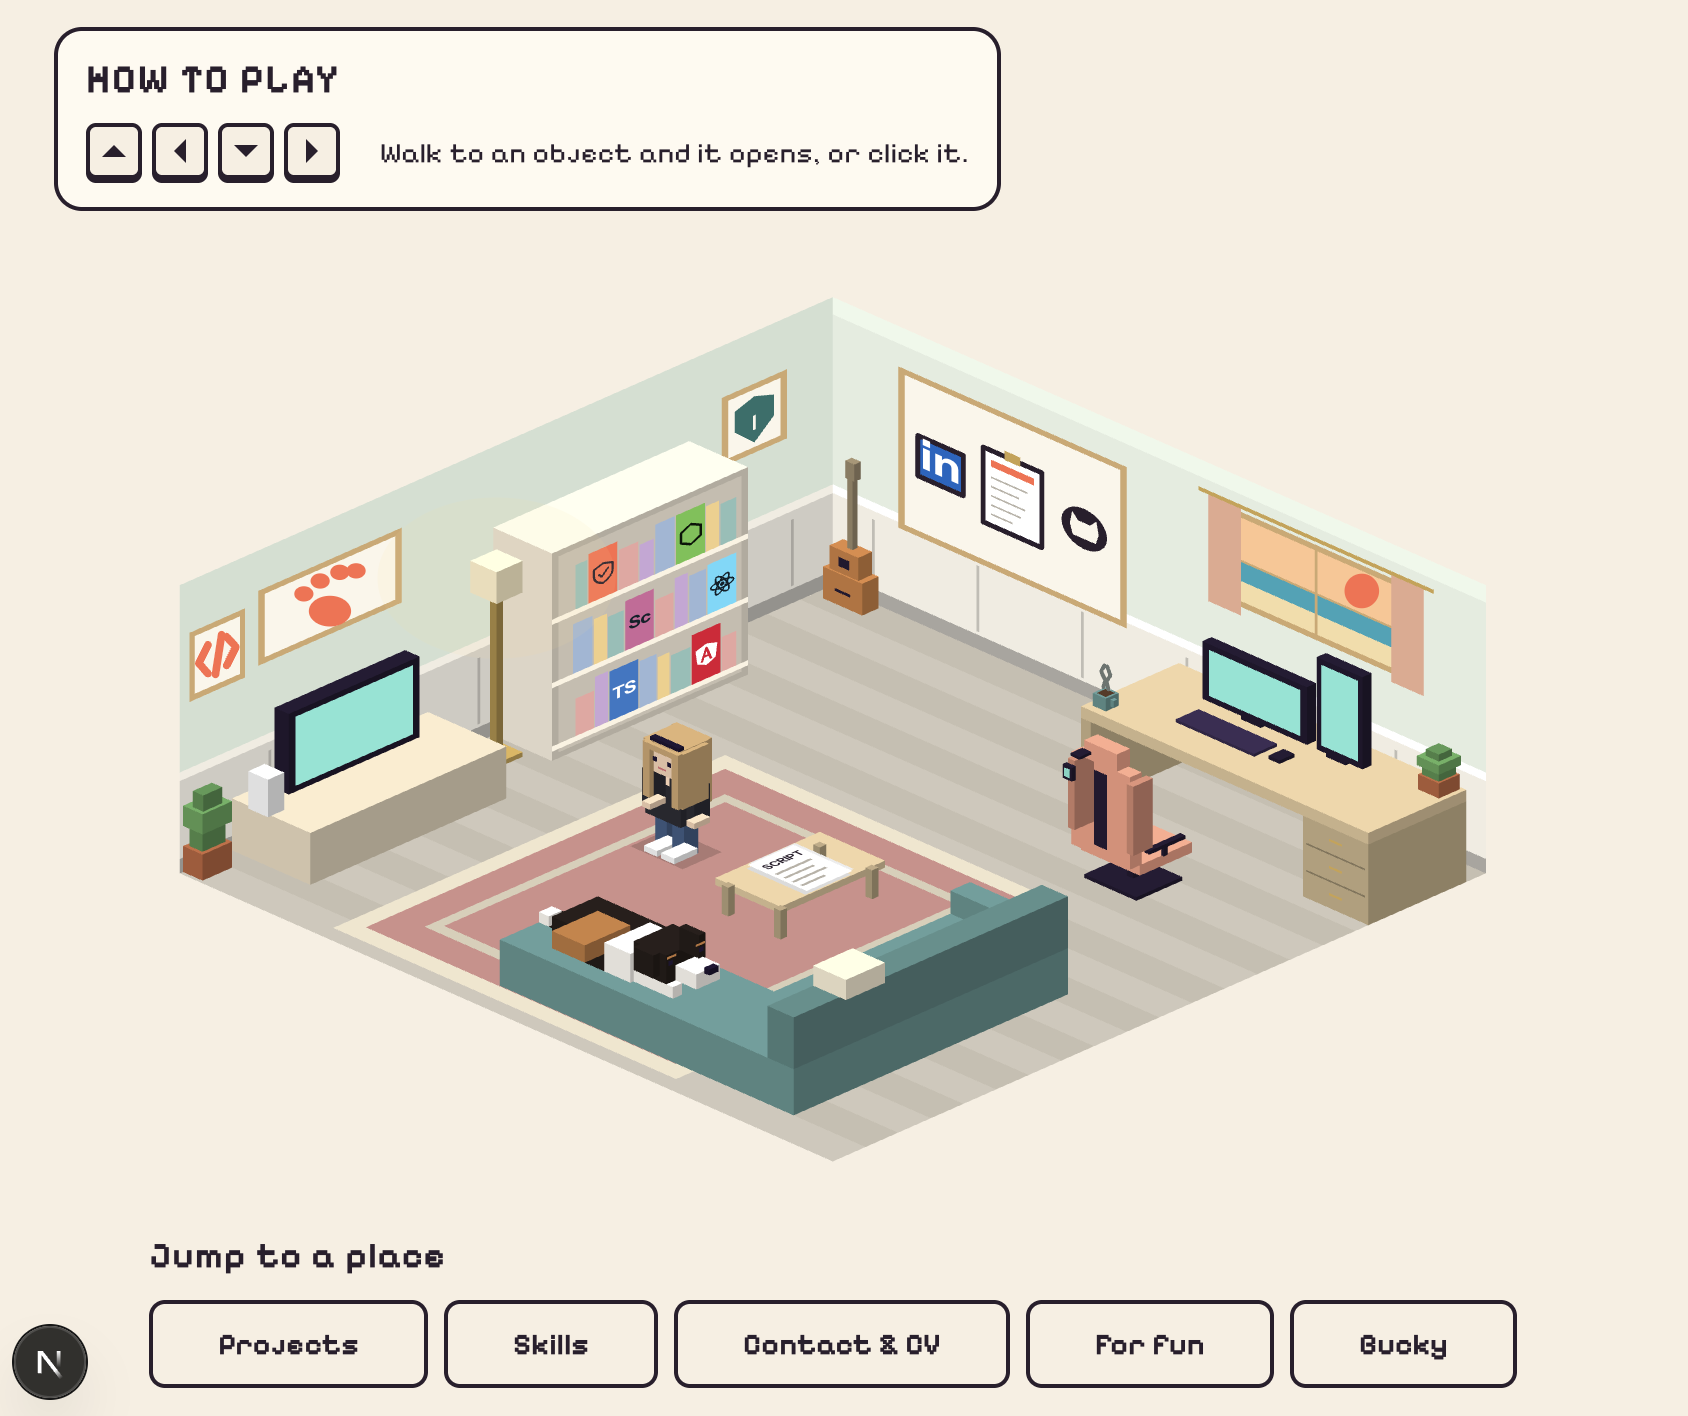 HOW TO PLAY
Walk to an object and it opens, or click it.
in
Sc
TS
A
SCRIPT
Jump to a place
Projects
Skills
Contact & CV
For fun
Bucky
N